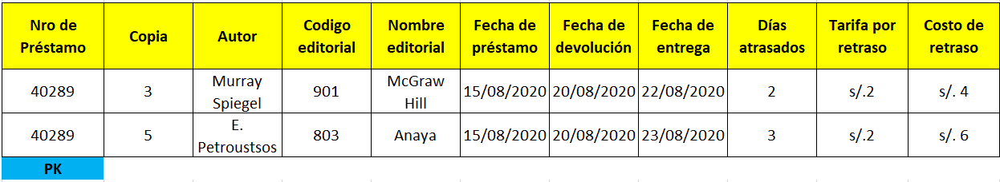 Nro de Préstamo Copia Autor Codigo editorial Nombre editorial Fecha de préstamo Fecha de devolución Fecha de entrega Días atrasados Tarifa por retraso Costo de retraso
40289 3 Murray Spiegel 901 McGraw Hill 15/08/2020 20/08/2020 22/08/2020 2 s/.2 s/. 4
40289 5 E. Petroustsos 803 Anaya 15/08/2020 20/08/2020 23/08/2020 3 s/.2 s/. 6
PK